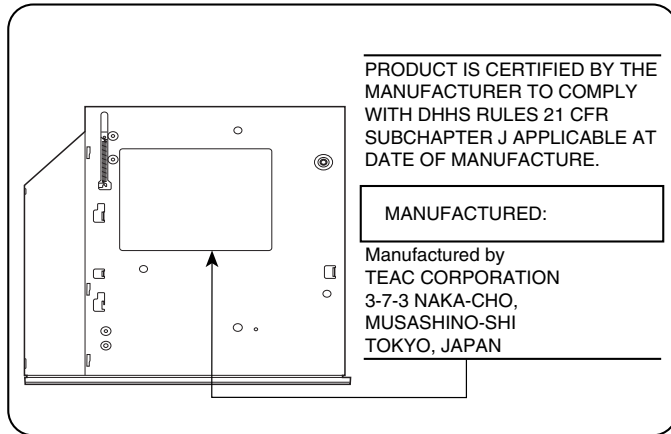 PRODUCT IS CERTIFIED BY THE
MANUFACTURER TO COMPLY
WITH DHHS RULES 21 CFR
SUBCHAPTER J APPLICABLE AT
DATE OF MANUFACTURE.
MANUFACTURED:
Manufactured by
TEAC CORPORATION
3-7-3 NAKA-CHO,
MUSASHINO-SHI
TOKYO, JAPAN